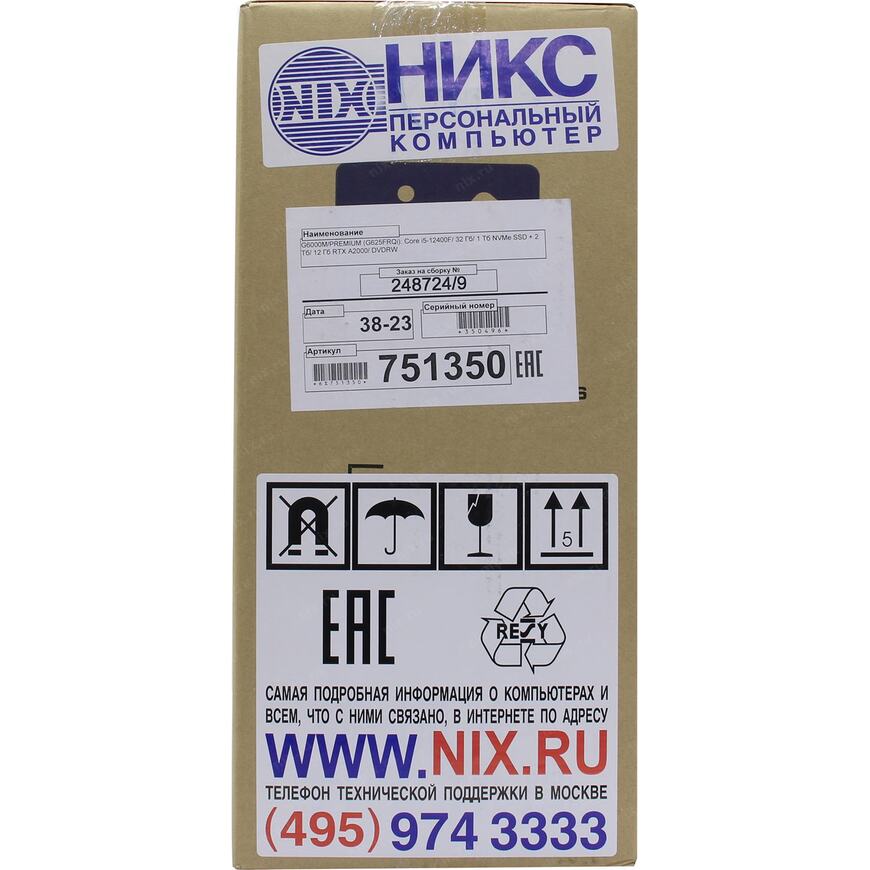 NIX
НИКС
ПЕРСОНАЛЬНЫЙ
КОМПЬЮТЕР
Наименование
G6000M/PREMIUM (G625FRQi): Core i5-12400F/ 32 Гб/ 1 Тб NVMe SSD + 2
Тб/ 12 Гб RTX A2000/ DVDRW
Заказ на сборку №
248724/9
Дата
38-23
Серийный номер
*350496*
Артикул
*6X751350*
751350
EAC
s
5
EAC
RESY
САМАЯ ПОДРОБНАЯ ИНФОРМАЦИЯ О КОМПЬЮТЕРАХ И
ВСЕМ, ЧТО С НИМИ СВЯЗАНО, В ИНТЕРНЕТЕ ПО АДРЕСУ
WWW.NIX.RU
ТЕЛЕФОН ТЕХНИЧЕСКОЙ ПОДДЕРЖКИ В МОСКВЕ
(495) 974 3333